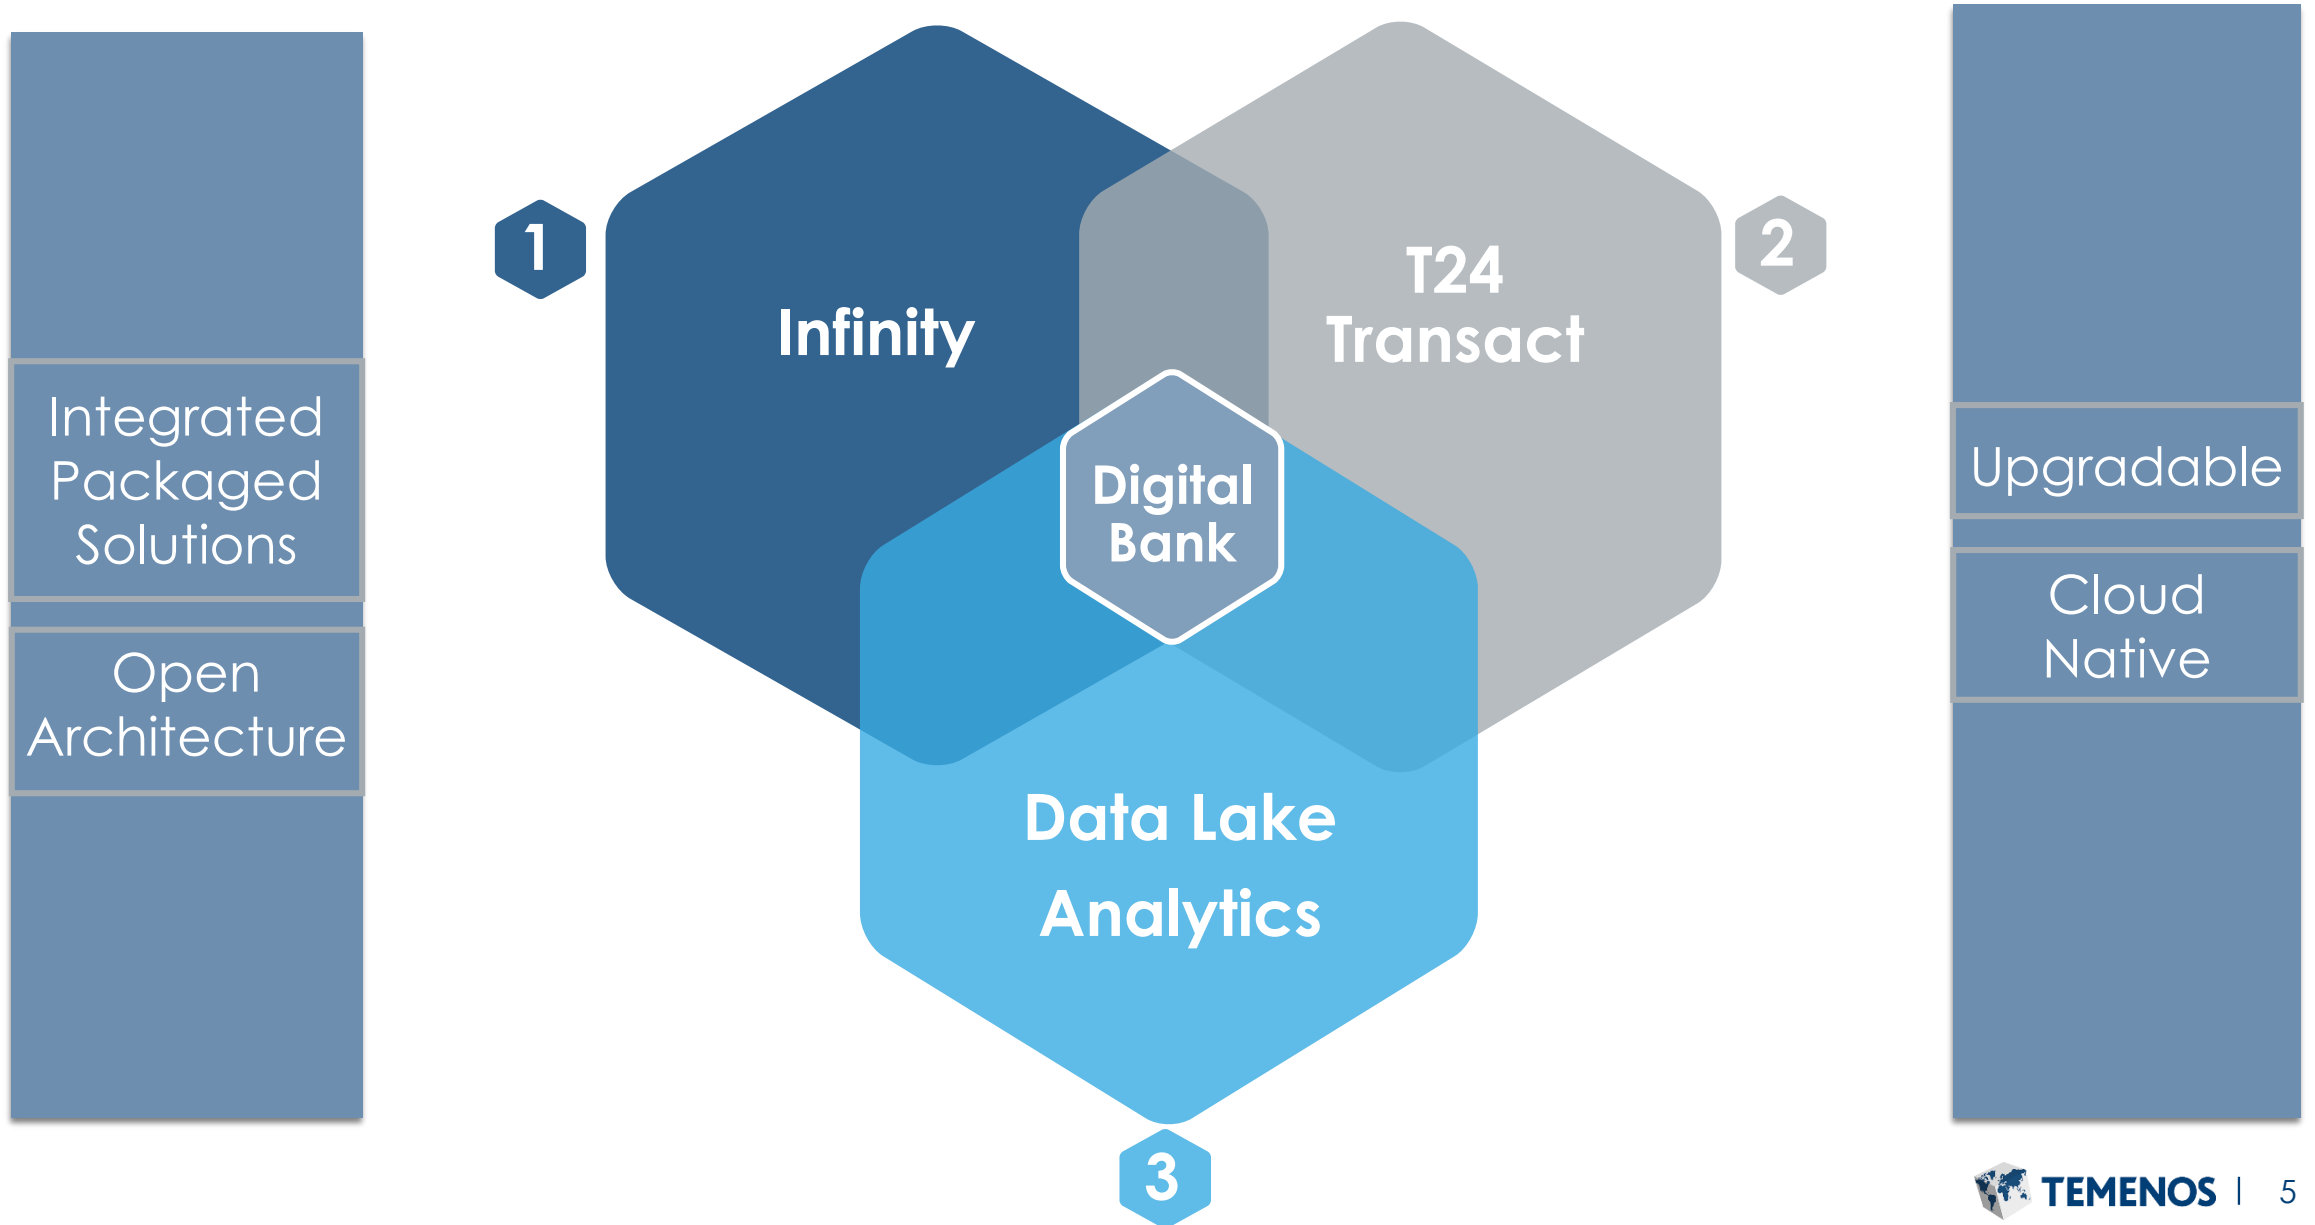 Integrated
Packaged
Solutions
Open
Architecture
1
Infinity
T24
Transact
2
Digital
Bank
Data Lake
Analytics
3
Upgradable
Cloud
Native
TEMENOS | 5